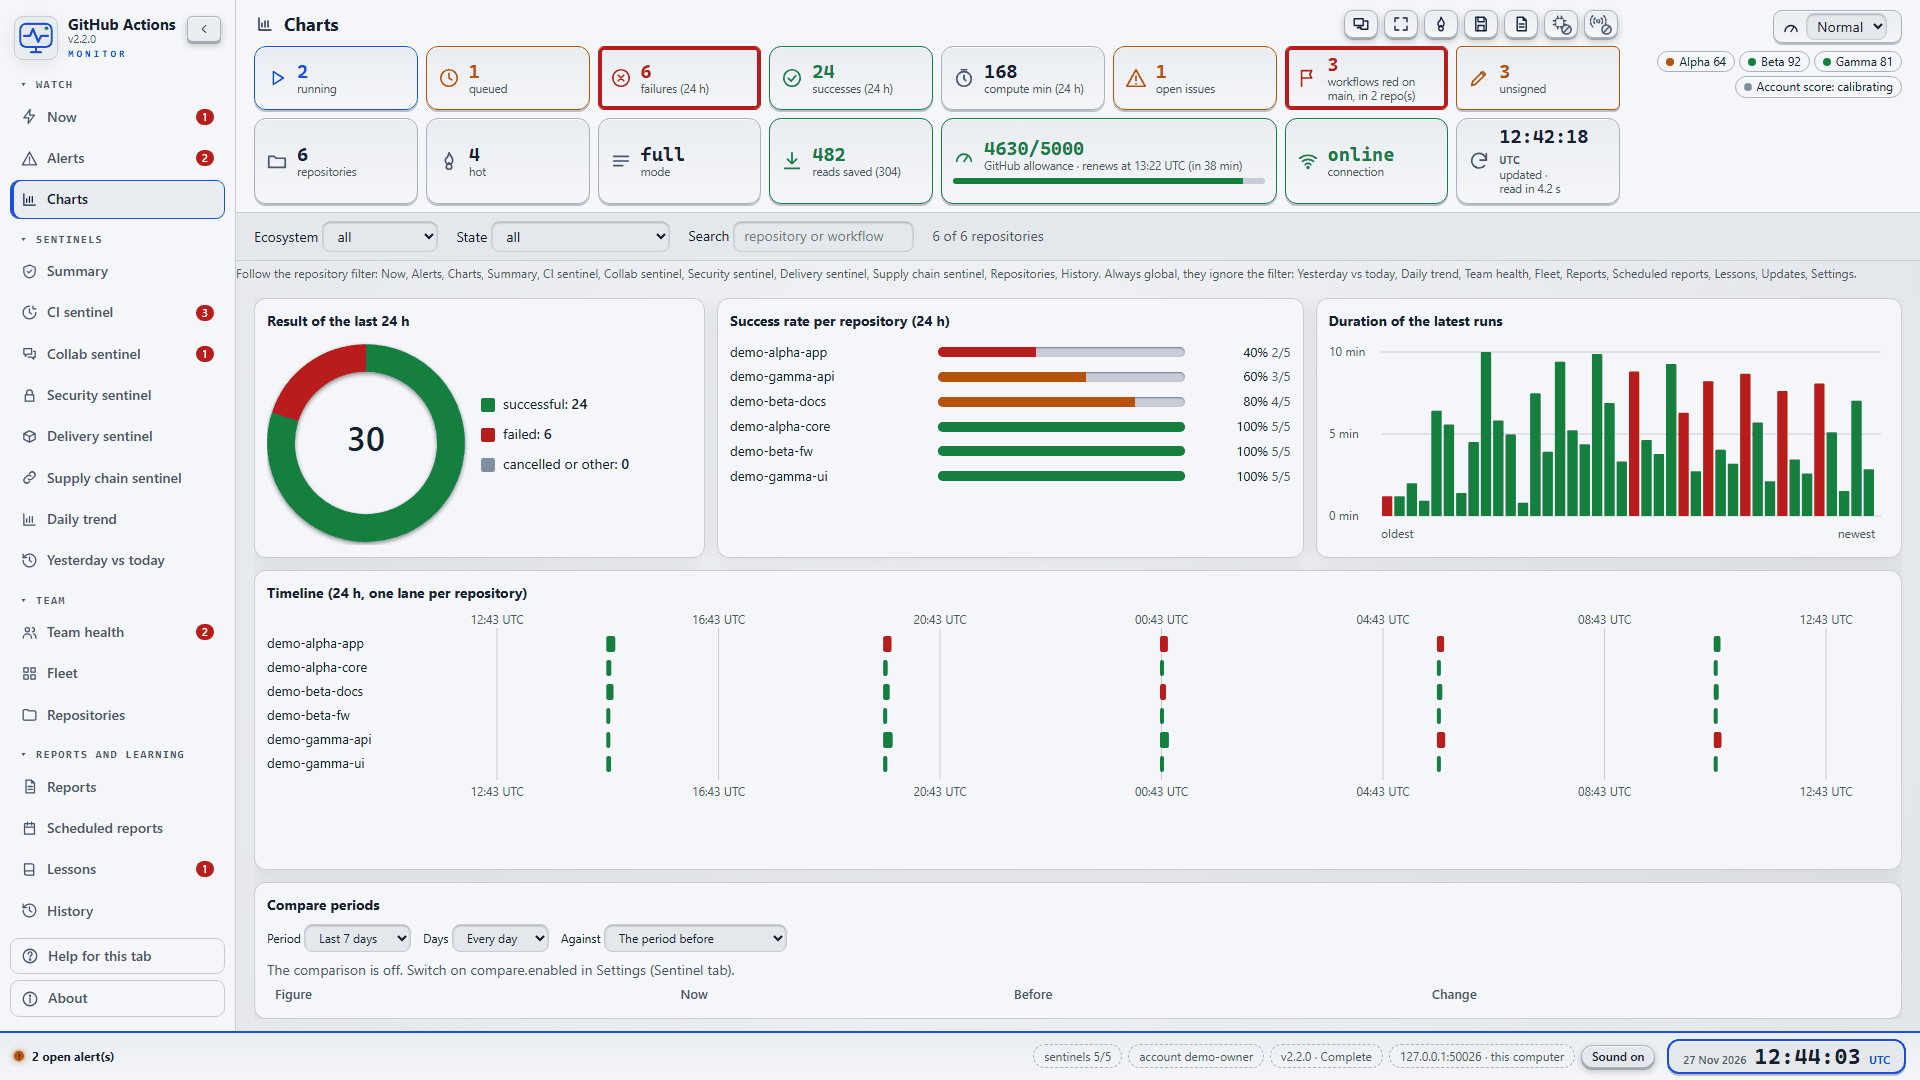 GitHub Actions
v2.2.0
MONITOR
WATCH
Now 1
Alerts 2
Charts
SENTINELS
Summary
CI sentinel 3
Collab sentinel 1
Security sentinel
Delivery sentinel
Supply chain sentinel
Daily trend
Yesterday vs today
TEAM
Team health 2
Fleet
Repositories
REPORTS AND LEARNING
Reports
Scheduled reports
Lessons 1
History
Help for this tab
About
Charts
Normal
Alpha 64
Beta 92
Gamma 81
Account score: calibrating
2
running
1
queued
6
failures (24 h)
24
successes (24 h)
168
compute min (24 h)
1
open issues
3
workflows red on
main, in 2 repo(s)
3
unsigned
6
repositories
4
hot
full
mode
482
reads saved (304)
4630/5000
GitHub allowance · renews at 13:22 UTC (in 38 min)
online
connection
12:42:18
UTC
updated ·
read in 4.2 s
Ecosystem all State all Search repository or workflow 6 of 6 repositories
Follow the repository filter: Now, Alerts, Charts, Summary, CI sentinel, Collab sentinel, Security sentinel, Delivery sentinel, Supply chain sentinel, Repositories, History. Always global, they ignore the filter: Yesterday vs today, Daily trend, Team health, Fleet, Reports, Scheduled reports, Lessons, Updates, Settings.
Result of the last 24 h
30
successful: 24
failed: 6
cancelled or other: 0
Success rate per repository (24 h)
demo-alpha-app 40% 2/5
demo-gamma-api 60% 3/5
demo-beta-docs 80% 4/5
demo-alpha-core 100% 5/5
demo-beta-fw 100% 5/5
demo-gamma-ui 100% 5/5
Duration of the latest runs
10 min
5 min
0 min
oldest newest
Timeline (24 h, one lane per repository)
12:43 UTC 16:43 UTC 20:43 UTC 00:43 UTC 04:43 UTC 08:43 UTC 12:43 UTC
demo-alpha-app
demo-alpha-core
demo-beta-docs
demo-beta-fw
demo-gamma-api
demo-gamma-ui
12:43 UTC 16:43 UTC 20:43 UTC 00:43 UTC 04:43 UTC 08:43 UTC 12:43 UTC
Compare periods
Period Last 7 days Days Every day Against The period before
The comparison is off. Switch on compare.enabled in Settings (Sentinel tab).
Figure Now Before Change
2 open alert(s)
sentinels 5/5
account demo-owner
v2.2.0 · Complete
127.0.0.1:50026 · this computer
Sound on
27 Nov 2026 12:44:03 UTC